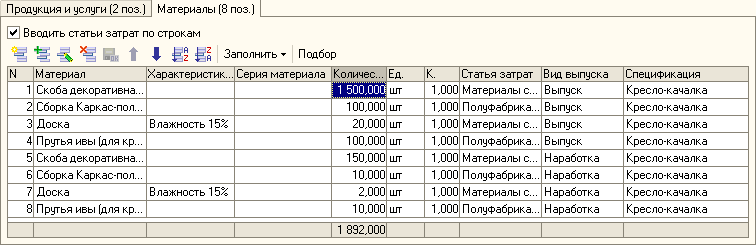 Продукция и услуги (2 поз.) Материалы (8 поз.)
Вводить статьи затрат по строкам
Заполнить Подбор
N Материал Характеристик... Серия материала Количес... Ед. К. Статья затрат Вид выпуска Спецификация
1 Скоба декоративна... 1 500,000 шт 1,000 Материалы с... Выпуск Кресло-качалка
2 Сборка Каркас-пол... 100,000 шт 1,000 Полуфабрика... Выпуск Кресло-качалка
3 Доска Влажность 15% 20,000 шт 1,000 Материалы с... Выпуск Кресло-качалка
4 Прутья ивы (для кр... 100,000 шт 1,000 Полуфабрика... Выпуск Кресло-качалка
5 Скоба декоративна... 150,000 шт 1,000 Материалы с... Наработка Кресло-качалка
6 Сборка Каркас-пол... 10,000 шт 1,000 Полуфабрика... Наработка Кресло-качалка
7 Доска Влажность 15% 2,000 шт 1,000 Материалы с... Наработка Кресло-качалка
8 Прутья ивы (для кр... 10,000 шт 1,000 Полуфабрика... Наработка Кресло-качалка
1 892,000